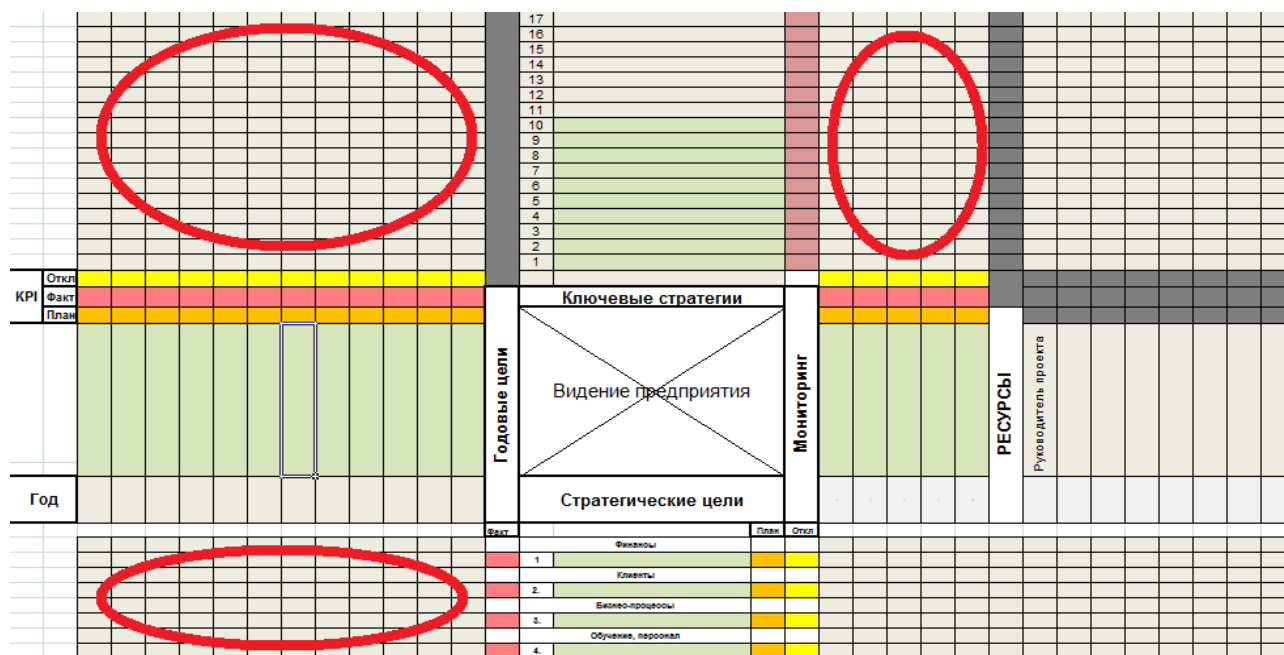 17
16
15
14
13
12
11
10
9
8
7
6
5
4
3
2
1
KPI
Откл
Факт
План
Ключевые стратегии
Годовые цели
Видение предприятия
Мониторинг
РЕСУРСЫ
Руководитель проекта
Год
Стратегические цели
Факт План Откл
Финансы
1
Клиенты
2.
Бизнес-процессы
3.
Обучение, персонал
4.